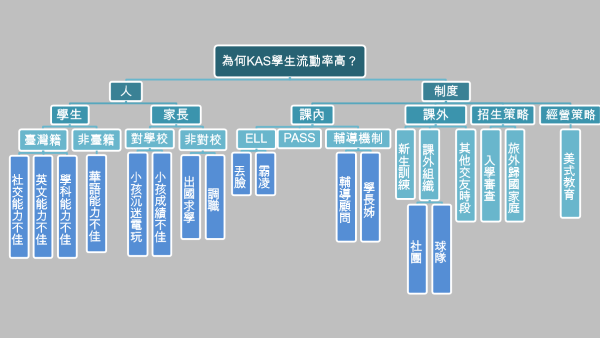 為何KAS學生流動率高？
人
制度
學生
家長
課內
課外
招生策略
經營策略
臺灣籍
非臺籍
對學校
非對校
ELL
PASS
輔導機制
新生訓練
課外組織
其他交友時段
入學審查
旅外歸國家庭
美式教育
社交能力不佳
英文能力不佳
學科能力不佳
華語能力不佳
小孩沉迷電玩
小孩成績不佳
出國求學
調職
丟臉
霸凌
輔導顧問
學長姊
社團
球隊